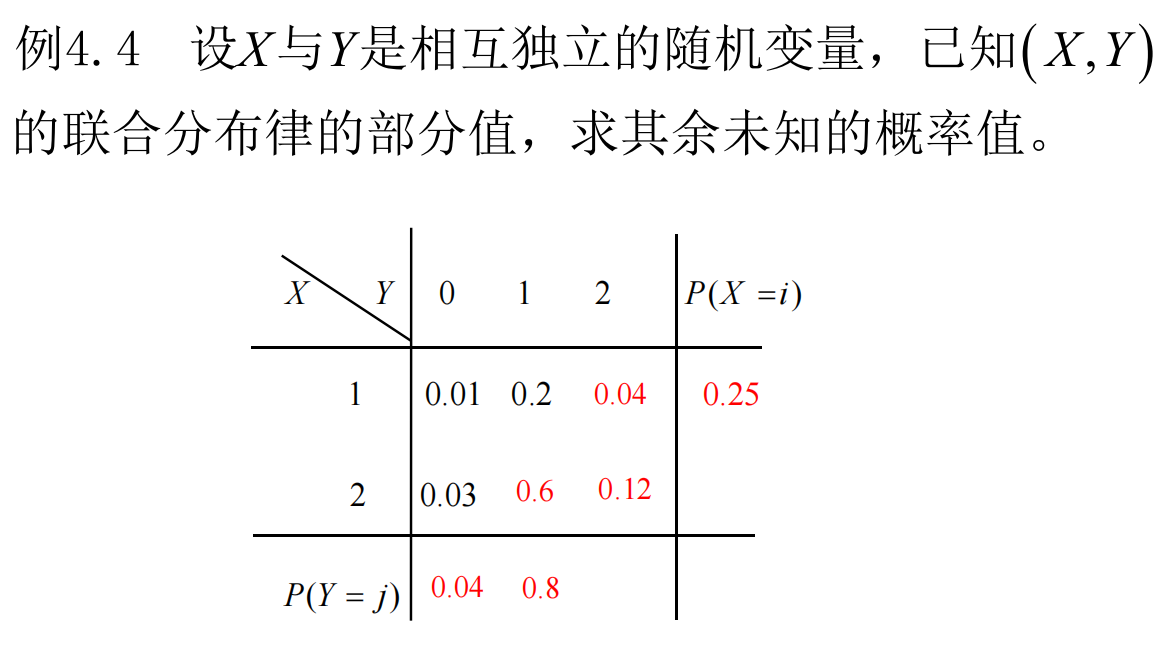 例4.4 设X与Y是相互独立的随机变量，已知(X,Y)
的联合分布律的部分值，求其余未知的概率值。
X Y 0 1 2 P(X =i)
1 0.01 0.2 0.04 0.25
2 0.03 0.6 0.12
P(Y = j) 0.04 0.8